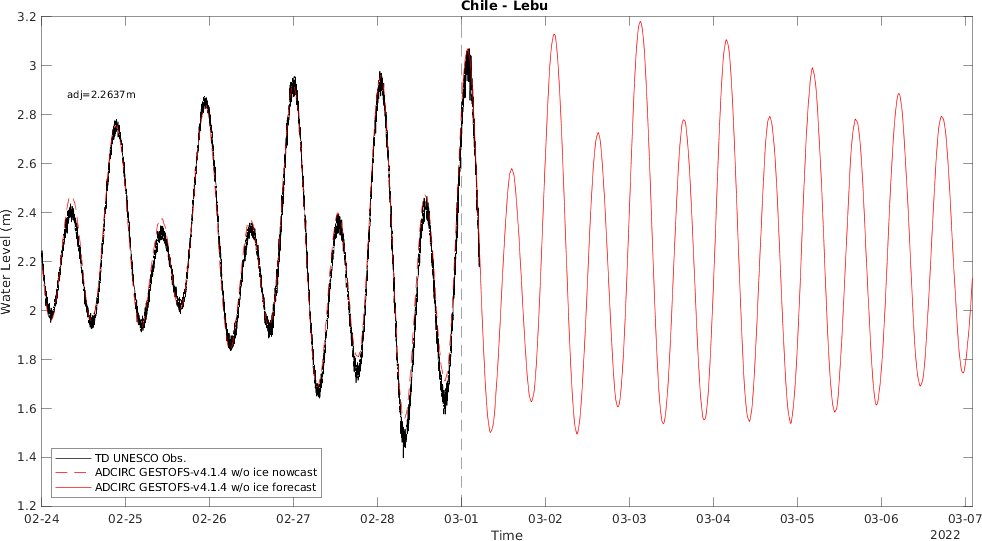 Chile - Lebu
3.2
3
2.8
2.6
2.4
2.2
2
1.8
1.6
1.4
1.2
Water Level (m)
adj=2.2637m
TD UNESCO Obs.
ADCIRC GESTOFS-v4.1.4 w/o ice nowcast
ADCIRC GESTOFS-v4.1.4 w/o ice forecast
02-24 02-25 02-26 02-27 02-28 03-01 03-02 03-03 03-04 03-05 03-06 03-07
Time
2022